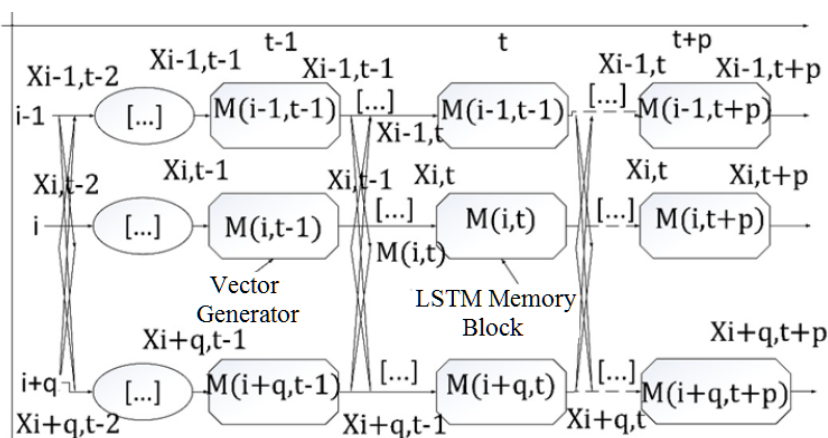 t-1 t t+p
Xi-1,t-2 Xi-1,t-1 Xi-1,t-1 Xi-1,t Xi-1,t+p
i-1 [...] M(i-1,t-1) [...] M(i-1,t-1) [...] M(i-1,t+p)
Xi-1,t
Xi,t-2 Xi,t-1 Xi,t-1 Xi,t Xi,t Xi,t+p
i [...] M(i,t-1) [...] M(i,t) [...] M(i,t+p)
M(i,t)
Vector
Generator
LSTM Memory
Block
Xi+q,t-1 Xi+q,t+p
i+q [...] M(i+q,t-1) [...] M(i+q,t) [...] M(i+q,t+p)
Xi+q,t-2 Xi+q,t-1 Xi+q,t